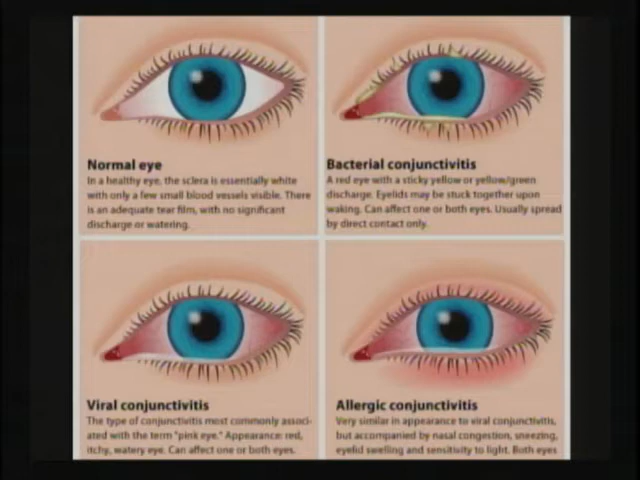 Normal eye
In a healthy eye, the sclera is essentially white
with only a few small blood vessels visible. There
is an adequate tear film, with no significant
discharge or watering.
Bacterial conjunctivitis
A red eye with a sticky yellow or yellow/green
discharge. Eyelids may be stuck together upon
waking. Can affect one or both eyes. Usually spread
by direct contact only.
Viral conjunctivitis
The type of conjunctivitis most commonly associ-
ated with the term "pink eye." Appearance: red,
itchy, watery eye. Can affect one or both eyes.
Allergic conjunctivitis
Very similar in appearance to viral conjunctivitis,
but accompanied by nasal congestion, sneezing,
eyelid swelling and sensitivity to light. Both eyes